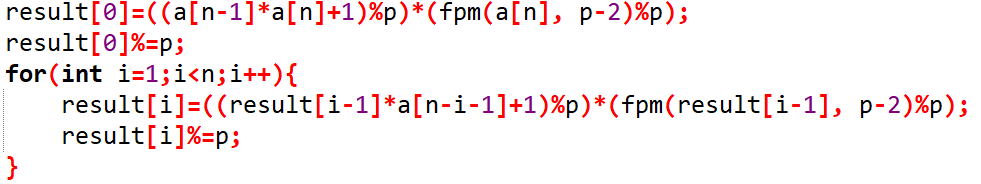 result[0]=((a[n-1]*a[n]+1)%p)*(fpm(a[n], p-2)%p);
result[0]%=p;
for(int i=1;i<n;i++){
    result[i]=((result[i-1]*a[n-i-1]+1)%p)*(fpm(result[i-1], p-2)%p);
    result[i]%=p;
}